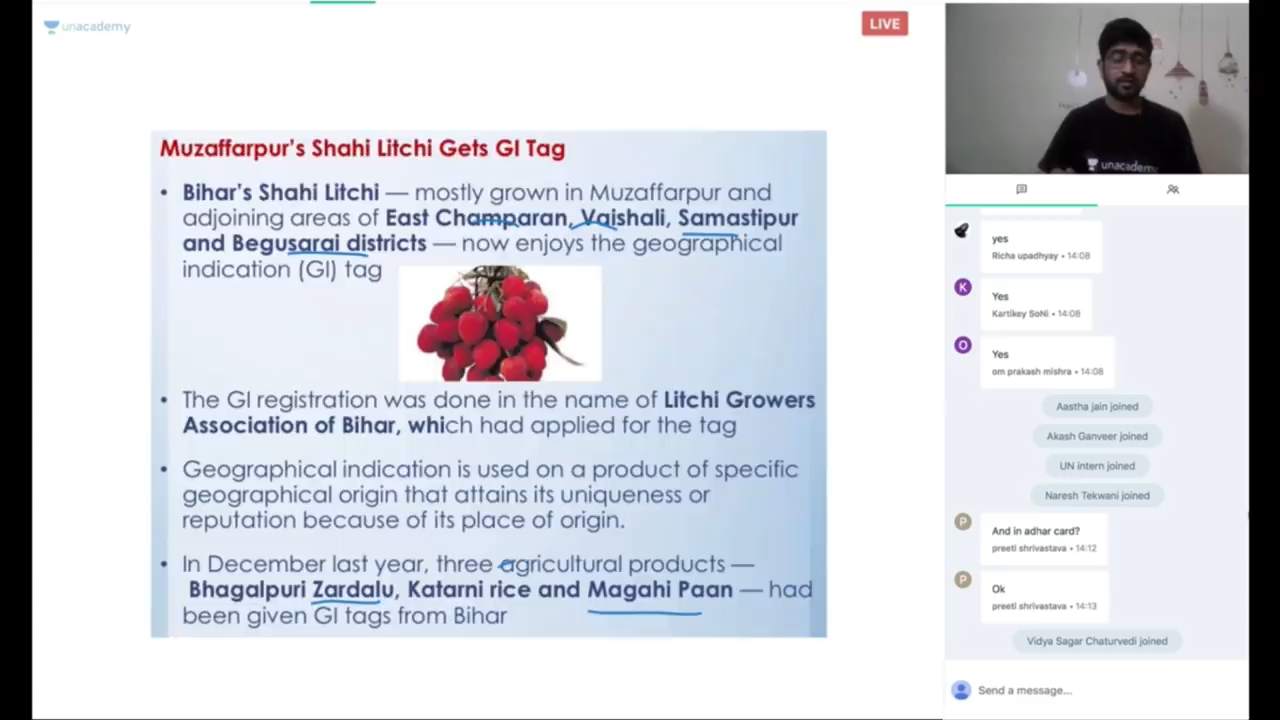 unacademy
LIVE
Muzaffarpur's Shahi Litchi Gets GI Tag
• Bihar's Shahi Litchi — mostly grown in Muzaffarpur and
adjoining areas of East Champaran, Vaishali, Samastipur
and Begusarai districts — now enjoys the geographical
indication (GI) tag
• The GI registration was done in the name of Litchi Growers
Association of Bihar, which had applied for the tag
• Geographical indication is used on a product of specific
geographical origin that attains its uniqueness or
reputation because of its place of origin.
• In December last year, three agricultural products —
Bhagalpuri Zardalu, Katarni rice and Magahi Paan — had
been given GI tags from Bihar
unacademy
yes
Richa upadhyay • 14:08
K
Yes
Kartikey SoNi • 14:08
O
Yes
om prakash mishra • 14:08
Aastha jain joined
Akash Ganveer joined
UN intern joined
Naresh Tekwani joined
P
And in adhar card?
preeti shrivastava • 14:12
P
Ok
preeti shrivastava • 14:13
Vidya Sagar Chaturvedi joined
Send a message...